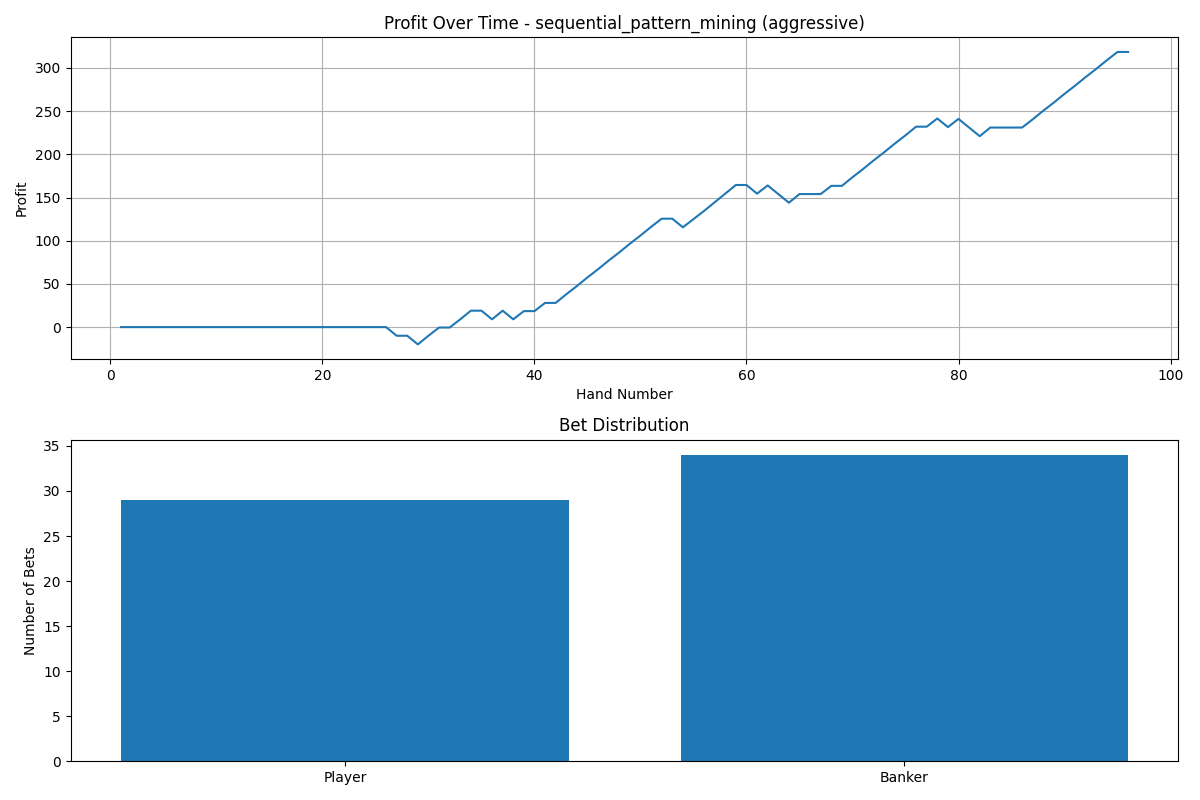 Profit Over Time - sequential_pattern_mining (aggressive)
300
250
200
150
100
50
0
Profit
0 20 40 60 80 100
Hand Number
Bet Distribution
35
30
25
20
15
10
5
0
Number of Bets
Player Banker